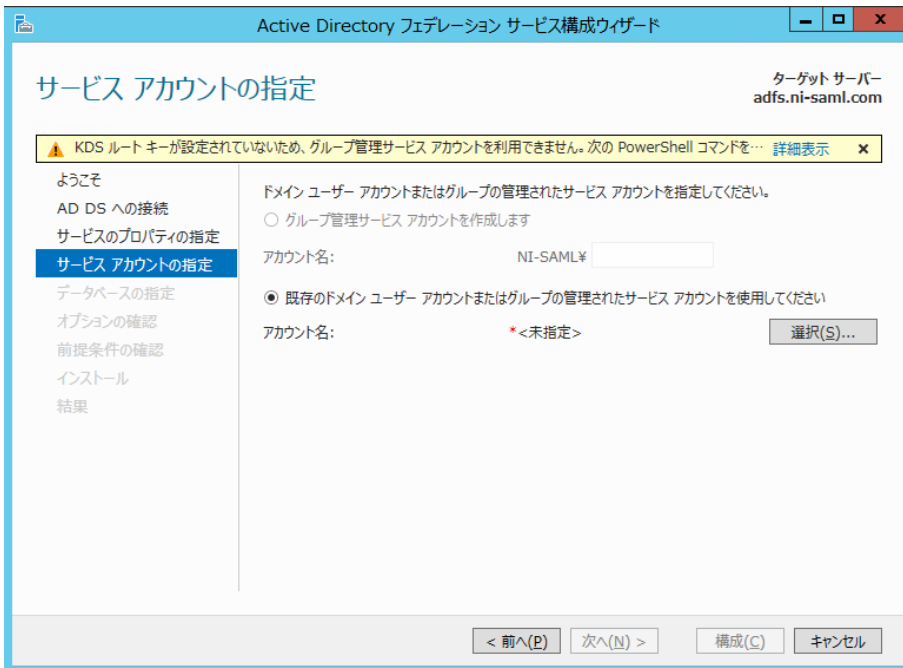 Active Directory フェデレーション サービス構成ウィザード
サービス アカウントの指定
ターゲット サーバー
adfs.ni-saml.com
KDS ルート キーが設定されていないため、グループ管理サービス アカウントを利用できません。次の PowerShell コマンドを… 詳細表示
ようこそ
AD DS への接続
サービスのプロパティの指定
サービス アカウントの指定
データベースの指定
オプションの確認
前提条件の確認
インストール
結果
ドメイン ユーザー アカウントまたはグループの管理されたサービス アカウントを指定してください。
グループ管理サービス アカウントを作成します
アカウント名: NI-SAML¥
既存のドメイン ユーザー アカウントまたはグループの管理されたサービス アカウントを使用してください
アカウント名: *<未指定> 選択(S)...
< 前へ(P) 次へ(N) > 構成(C) キャンセル